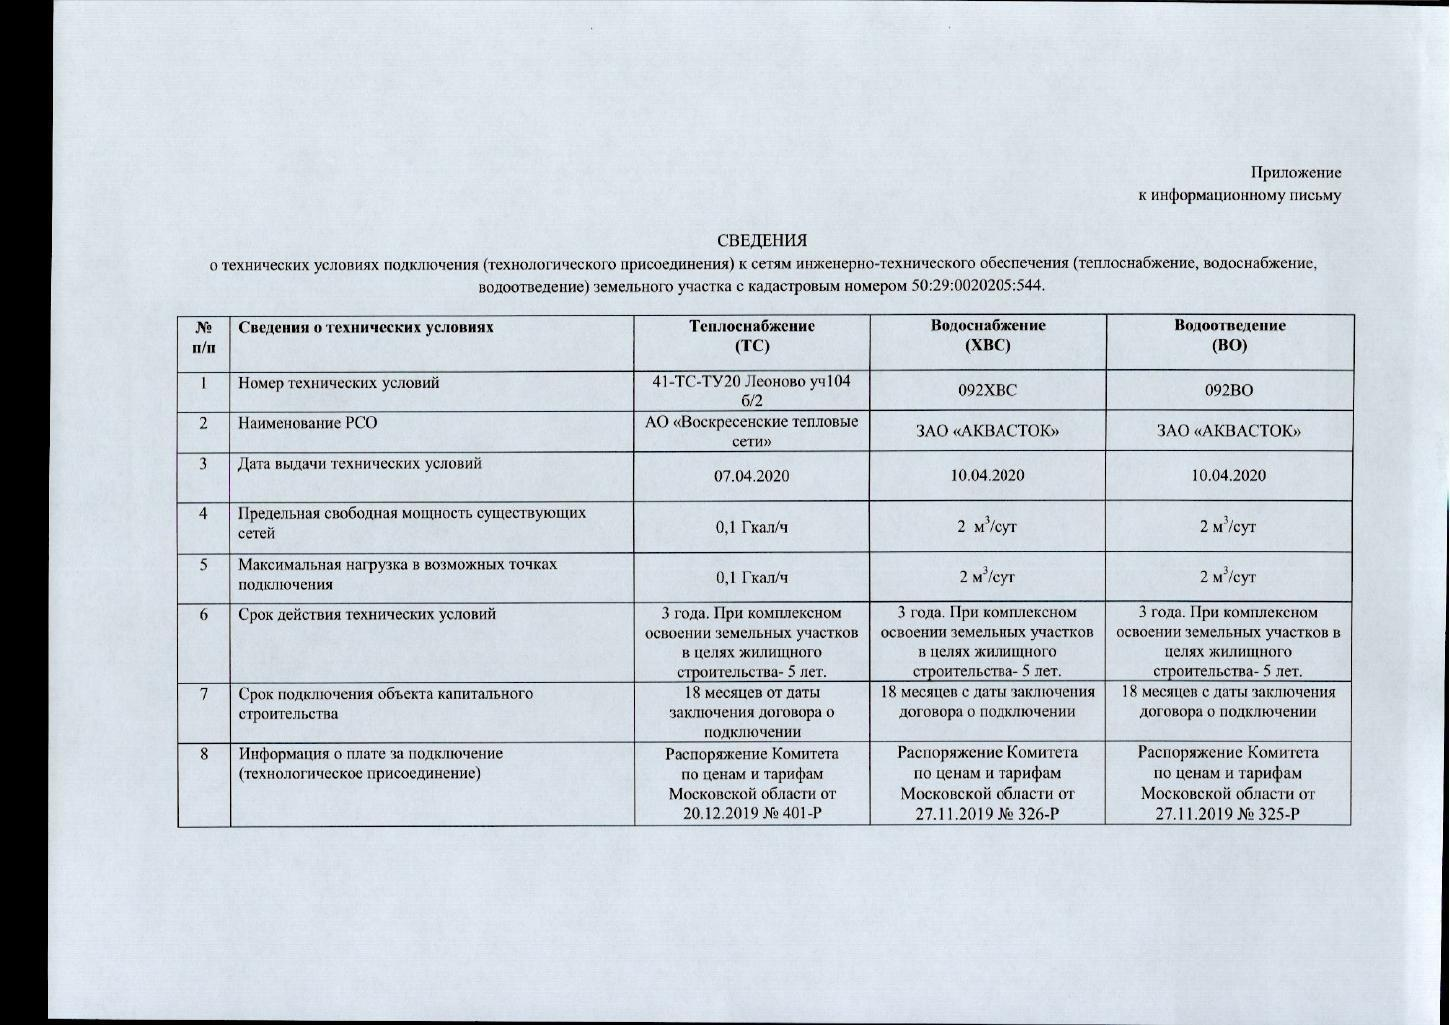 Приложение
к информационному письму
СВЕДЕНИЯ
о технических условиях подключения (технологического присоединения) к сетям инженерно-технического обеспечения (теплоснабжение, водоснабжение,
водоотведение) земельного участка с кадастровым номером 50:29:0020205:544.
№
п/п
Сведения о технических условиях
Теплоснабжение
(ТС)
Водоснабжение
(ХВС)
Водоотведение
(ВО)
1
Номер технических условий
41-ТС-ТУ20 Леоново уч104
б/2
092ХВС
092ВО
2
Наименование РСО
АО «Воскресенские тепловые
сети»
ЗАО «АКВАСТОК»
ЗАО «АКВАСТОК»
3
Дата выдачи технических условий
07.04.2020
10.04.2020
10.04.2020
4
Предельная свободная мощность существующих
сетей
0,1 Гкал/ч
2 м³/сут
2 м³/сут
5
Максимальная нагрузка в возможных точках
подключения
0,1 Гкал/ч
2 м³/сут
2 м³/сут
6
Срок действия технических условий
3 года. При комплексном
освоении земельных участков
в целях жилищного
строительства- 5 лет.
3 года. При комплексном
освоении земельных участков
в целях жилищного
строительства- 5 лет.
3 года. При комплексном
освоении земельных участков в
целях жилищного
строительства- 5 лет.
7
Срок подключения объекта капитального
строительства
18 месяцев от даты
заключения договора о
подключении
18 месяцев с даты заключения
договора о подключении
18 месяцев с даты заключения
договора о подключении
8
Информация о плате за подключение
(технологическое присоединение)
Распоряжение Комитета
по ценам и тарифам
Московской области от
20.12.2019 № 401-Р
Распоряжение Комитета
по ценам и тарифам
Московской области от
27.11.2019 № 326-Р
Распоряжение Комитета
по ценам и тарифам
Московской области от
27.11.2019 № 325-Р